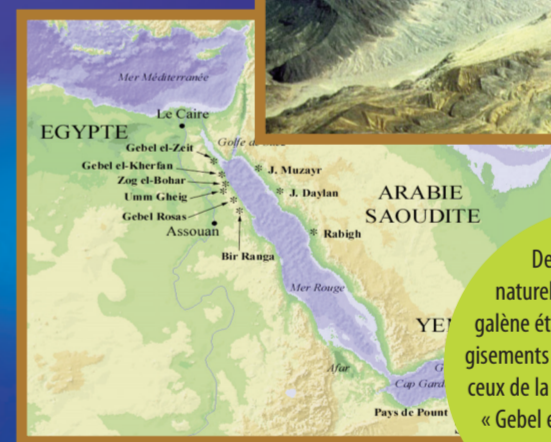 Mer Méditerranée
Le Caire
EGYPTE
Golfe de
Gebel el-Zeit
Gebel el-Kherfan
Zog el-Bohar
Umm Gheig
Gebel Rosas
Assouan
Bir Ranga
J. Muzayr
J. Daylan
ARABIE
SAOUDITE
Rabigh
Mer Rouge
Afar
Cap Gard
Pays de Pount
De
naturel
galène ét
gisements
ceux de la
« Gebel e